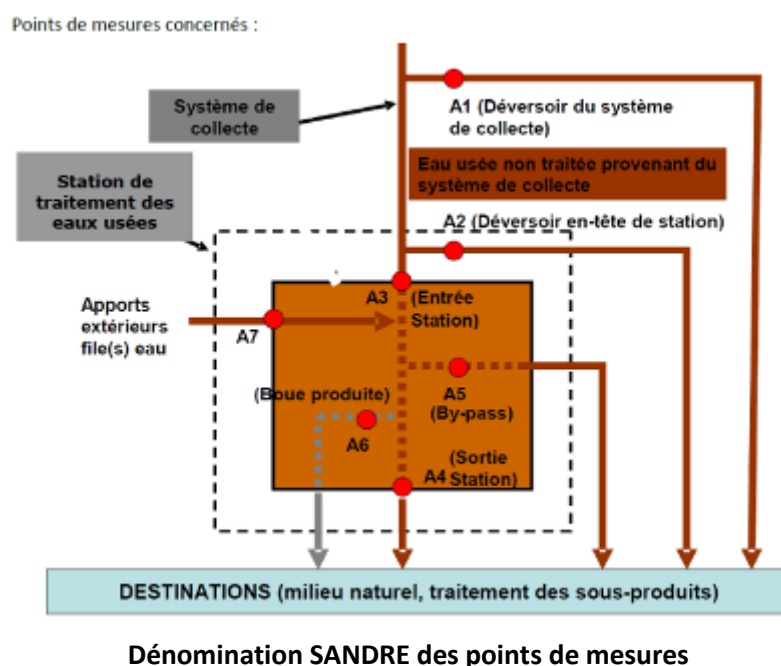 Points de mesures concernés :
Système de
collecte
A1 (Déversoir du système
de collecte)
Eau usée non traitée provenant du
système de collecte
Station de
traitement des
eaux usées
A2 (Déversoir en-tête de station)
A3 (Entrée
Station)
Apports
extérieurs
file(s) eau
A7
(Boue produite)
A5
(By-pass)
A6
(Sortie
A4 Station)
DESTINATIONS (milieu naturel, traitement des sous-produits)
Dénomination SANDRE des points de mesures